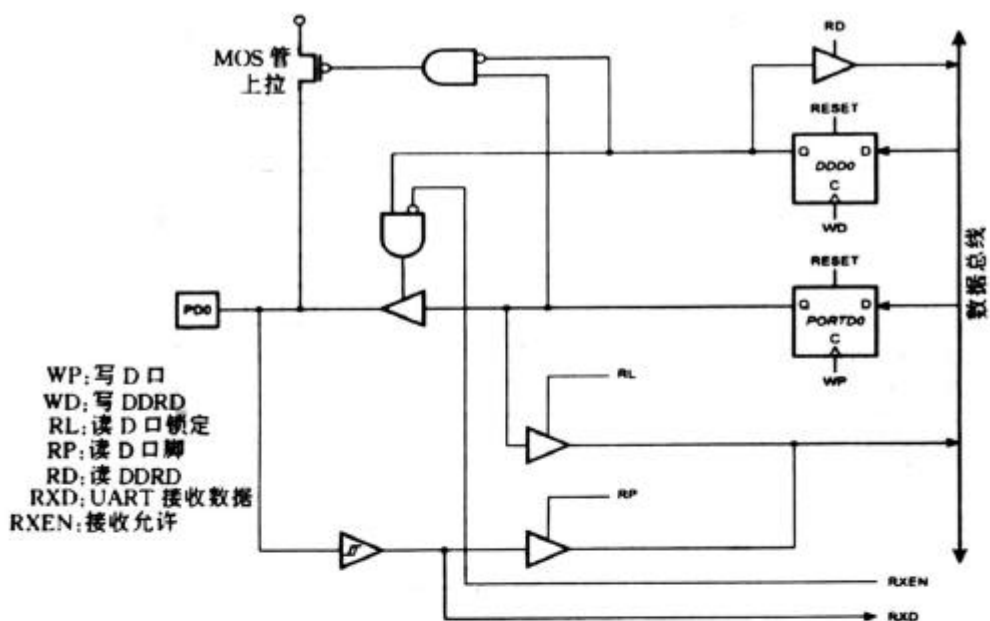 MOS 管
上拉
RD
RESET
Q
D
DDD0
C
WD
RESET
Q
D
PORTD0
C
WP
数据总线
PD0
RL
RP
WP: 写 D 口
WD: 写 DDRD
RL: 读 D 口锁定
RP: 读 D 口脚
RD: 读 DDRD
RXD: UART 接收数据
RXEN: 接收允许
RXEN
RXD